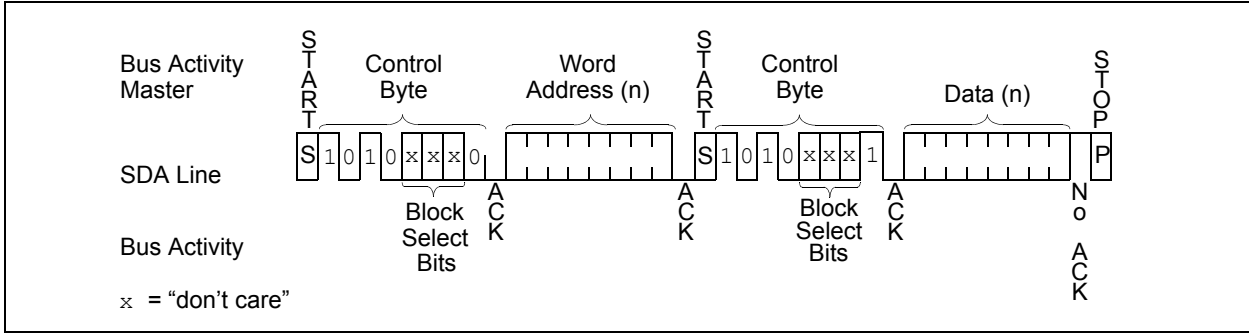 Bus Activity
Master
START
Control
Byte
Word
Address (n)
START
Control
Byte
Data (n)
STOP
SDA Line
S 1 0 1 0 x x x 0
S 1 0 1 0 x x x 1
P
Bus Activity
Block
Select
Bits
ACK
ACK
Block
Select
Bits
ACK
No ACK
x = “don’t care”